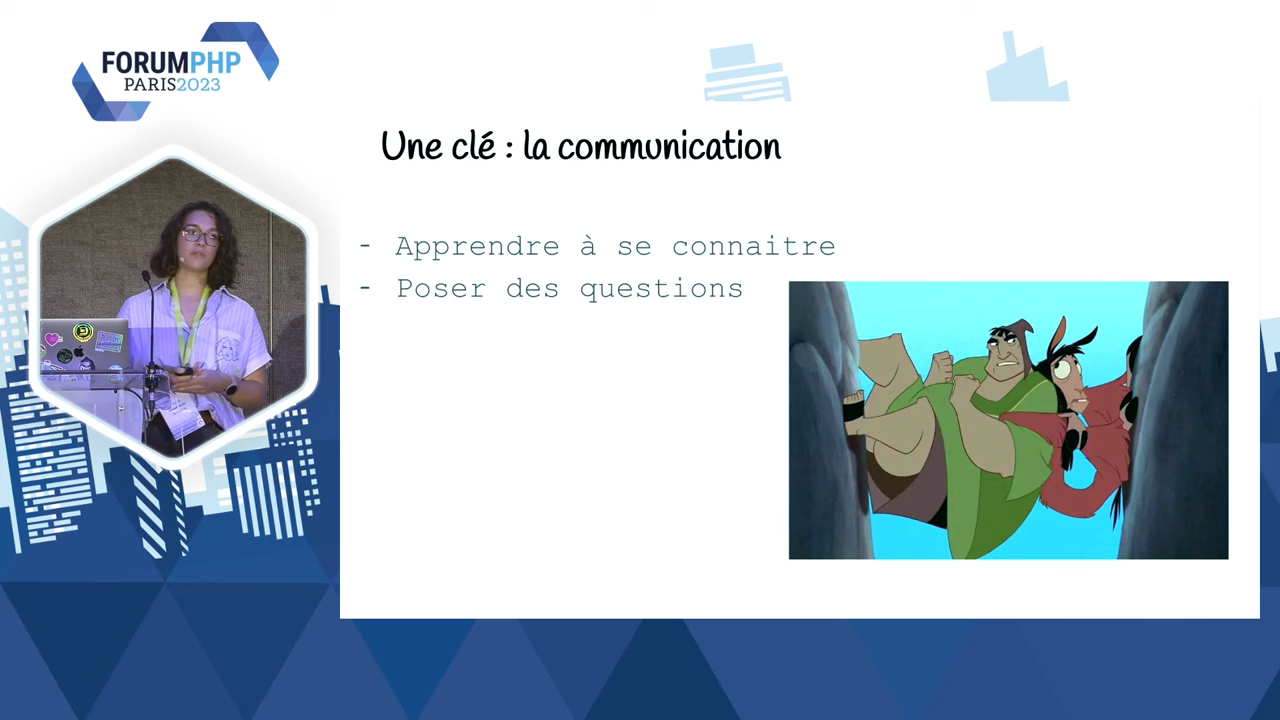 FORUMPHP
PARIS2023
Une clé : la communication
- Apprendre à se connaitre
- Poser des questions